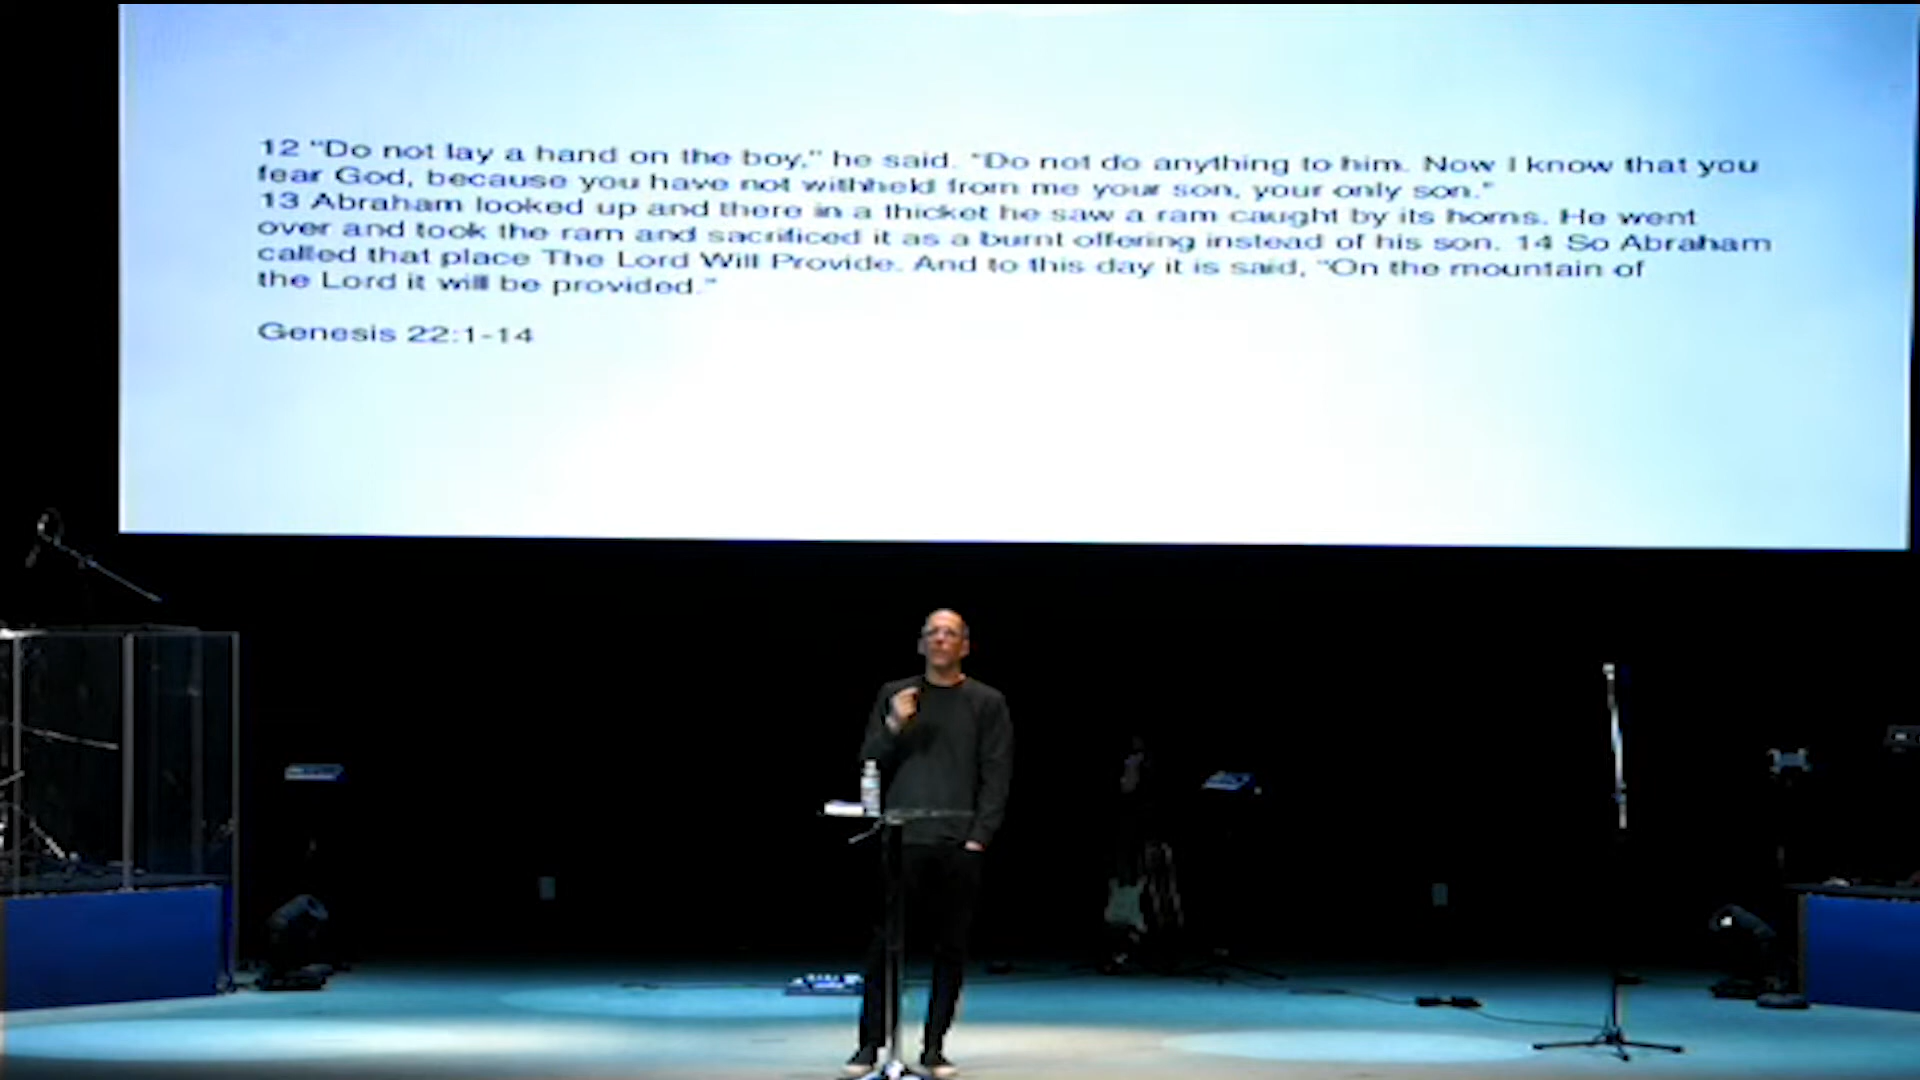 12 "Do not lay a hand on the boy," he said. "Do not do anything to him. Now I know that you
fear God, because you have not withheld from me your son, your only son."
13 Abraham looked up and there in a thicket he saw a ram caught by its horns. He went
over and took the ram and sacrificed it as a burnt offering instead of his son. 14 So Abraham
called that place The Lord Will Provide. And to this day it is said, "On the mountain of
the Lord it will be provided."
Genesis 22:1-14